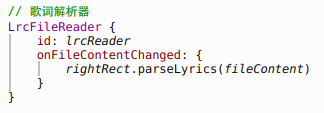 // 歌词解析器
LrcFileReader {
    id: lrcReader
    onFileContentChanged: {
        rightRect.parseLyrics(fileContent)
    }
}